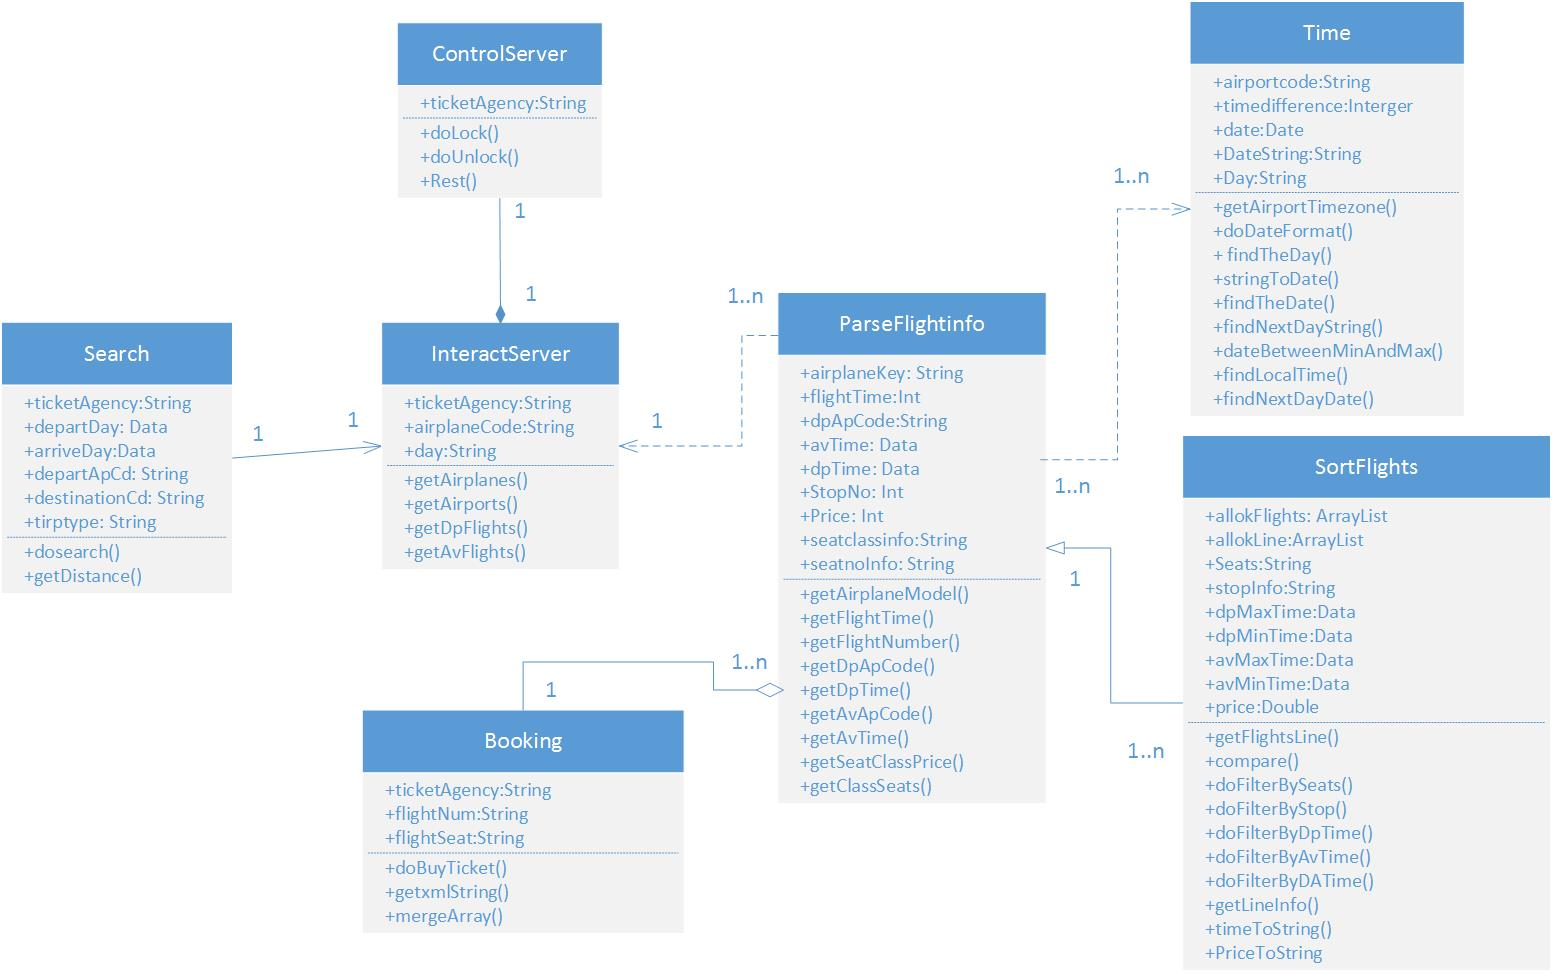 ControlServer
+ticketAgency:String
+doLock()
+doUnlock()
+Rest()
1
1
Time
+airportcode:String
+timedifference:Interger
+date:Date
+DateString:String
+Day:String
+getAirportTimezone()
+doDateFormat()
+ findTheDay()
+stringToDate()
+findTheDate()
+findNextDayString()
+dateBetweenMinAndMax()
+findLocalTime()
+findNextDayDate()
1..n
1..n
Search
+ticketAgency:String
+departDay: Data
+arriveDay:Data
+departApCd: String
+destinationCd: String
+tirptype: String
+dosearch()
+getDistance()
1
1
InteractServer
+ticketAgency:String
+airplaneCode:String
+day:String
+getAirplanes()
+getAirports()
+getDpFlights()
+getAvFlights()
1..n
1
ParseFlightinfo
+airplaneKey: String
+flightTime:Int
+dpApCode:String
+avTime: Data
+dpTime: Data
+StopNo: Int
+Price: Int
+seatclassinfo:String
+seatnoInfo: String
+getAirplaneModel()
+getFlightTime()
+getFlightNumber()
+getDpApCode()
+getDpTime()
+getAvApCode()
+getAvTime()
+getSeatClassPrice()
+getClassSeats()
1
1..n
SortFlights
+allokFlights: ArrayList
+allokLine:ArrayList
+Seats:String
+stopInfo:String
+dpMaxTime:Data
+dpMinTime:Data
+avMaxTime:Data
+avMinTime:Data
+price:Double
+getFlightsLine()
+compare()
+doFilterBySeats()
+doFilterByStop()
+doFilterByDpTime()
+doFilterByAvTime()
+doFilterByDATime()
+getLineInfo()
+timeToString()
+PriceToString
1..n
1
Booking
+ticketAgency:String
+flightNum:String
+flightSeat:String
+doBuyTicket()
+getxmlString()
+mergeArray()